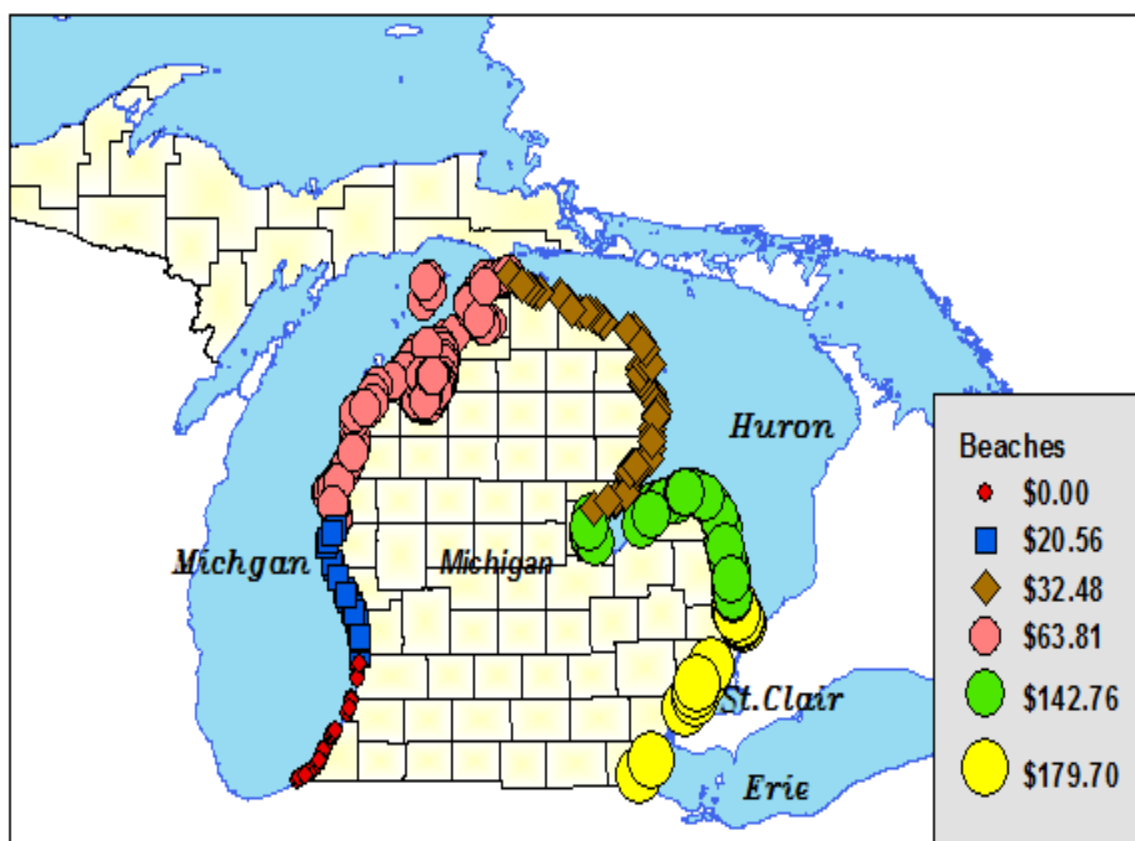 Huron
Michgan
Michigan
St.Clair
Erie
Beaches
$0.00
$20.56
$32.48
$63.81
$142.76
$179.70